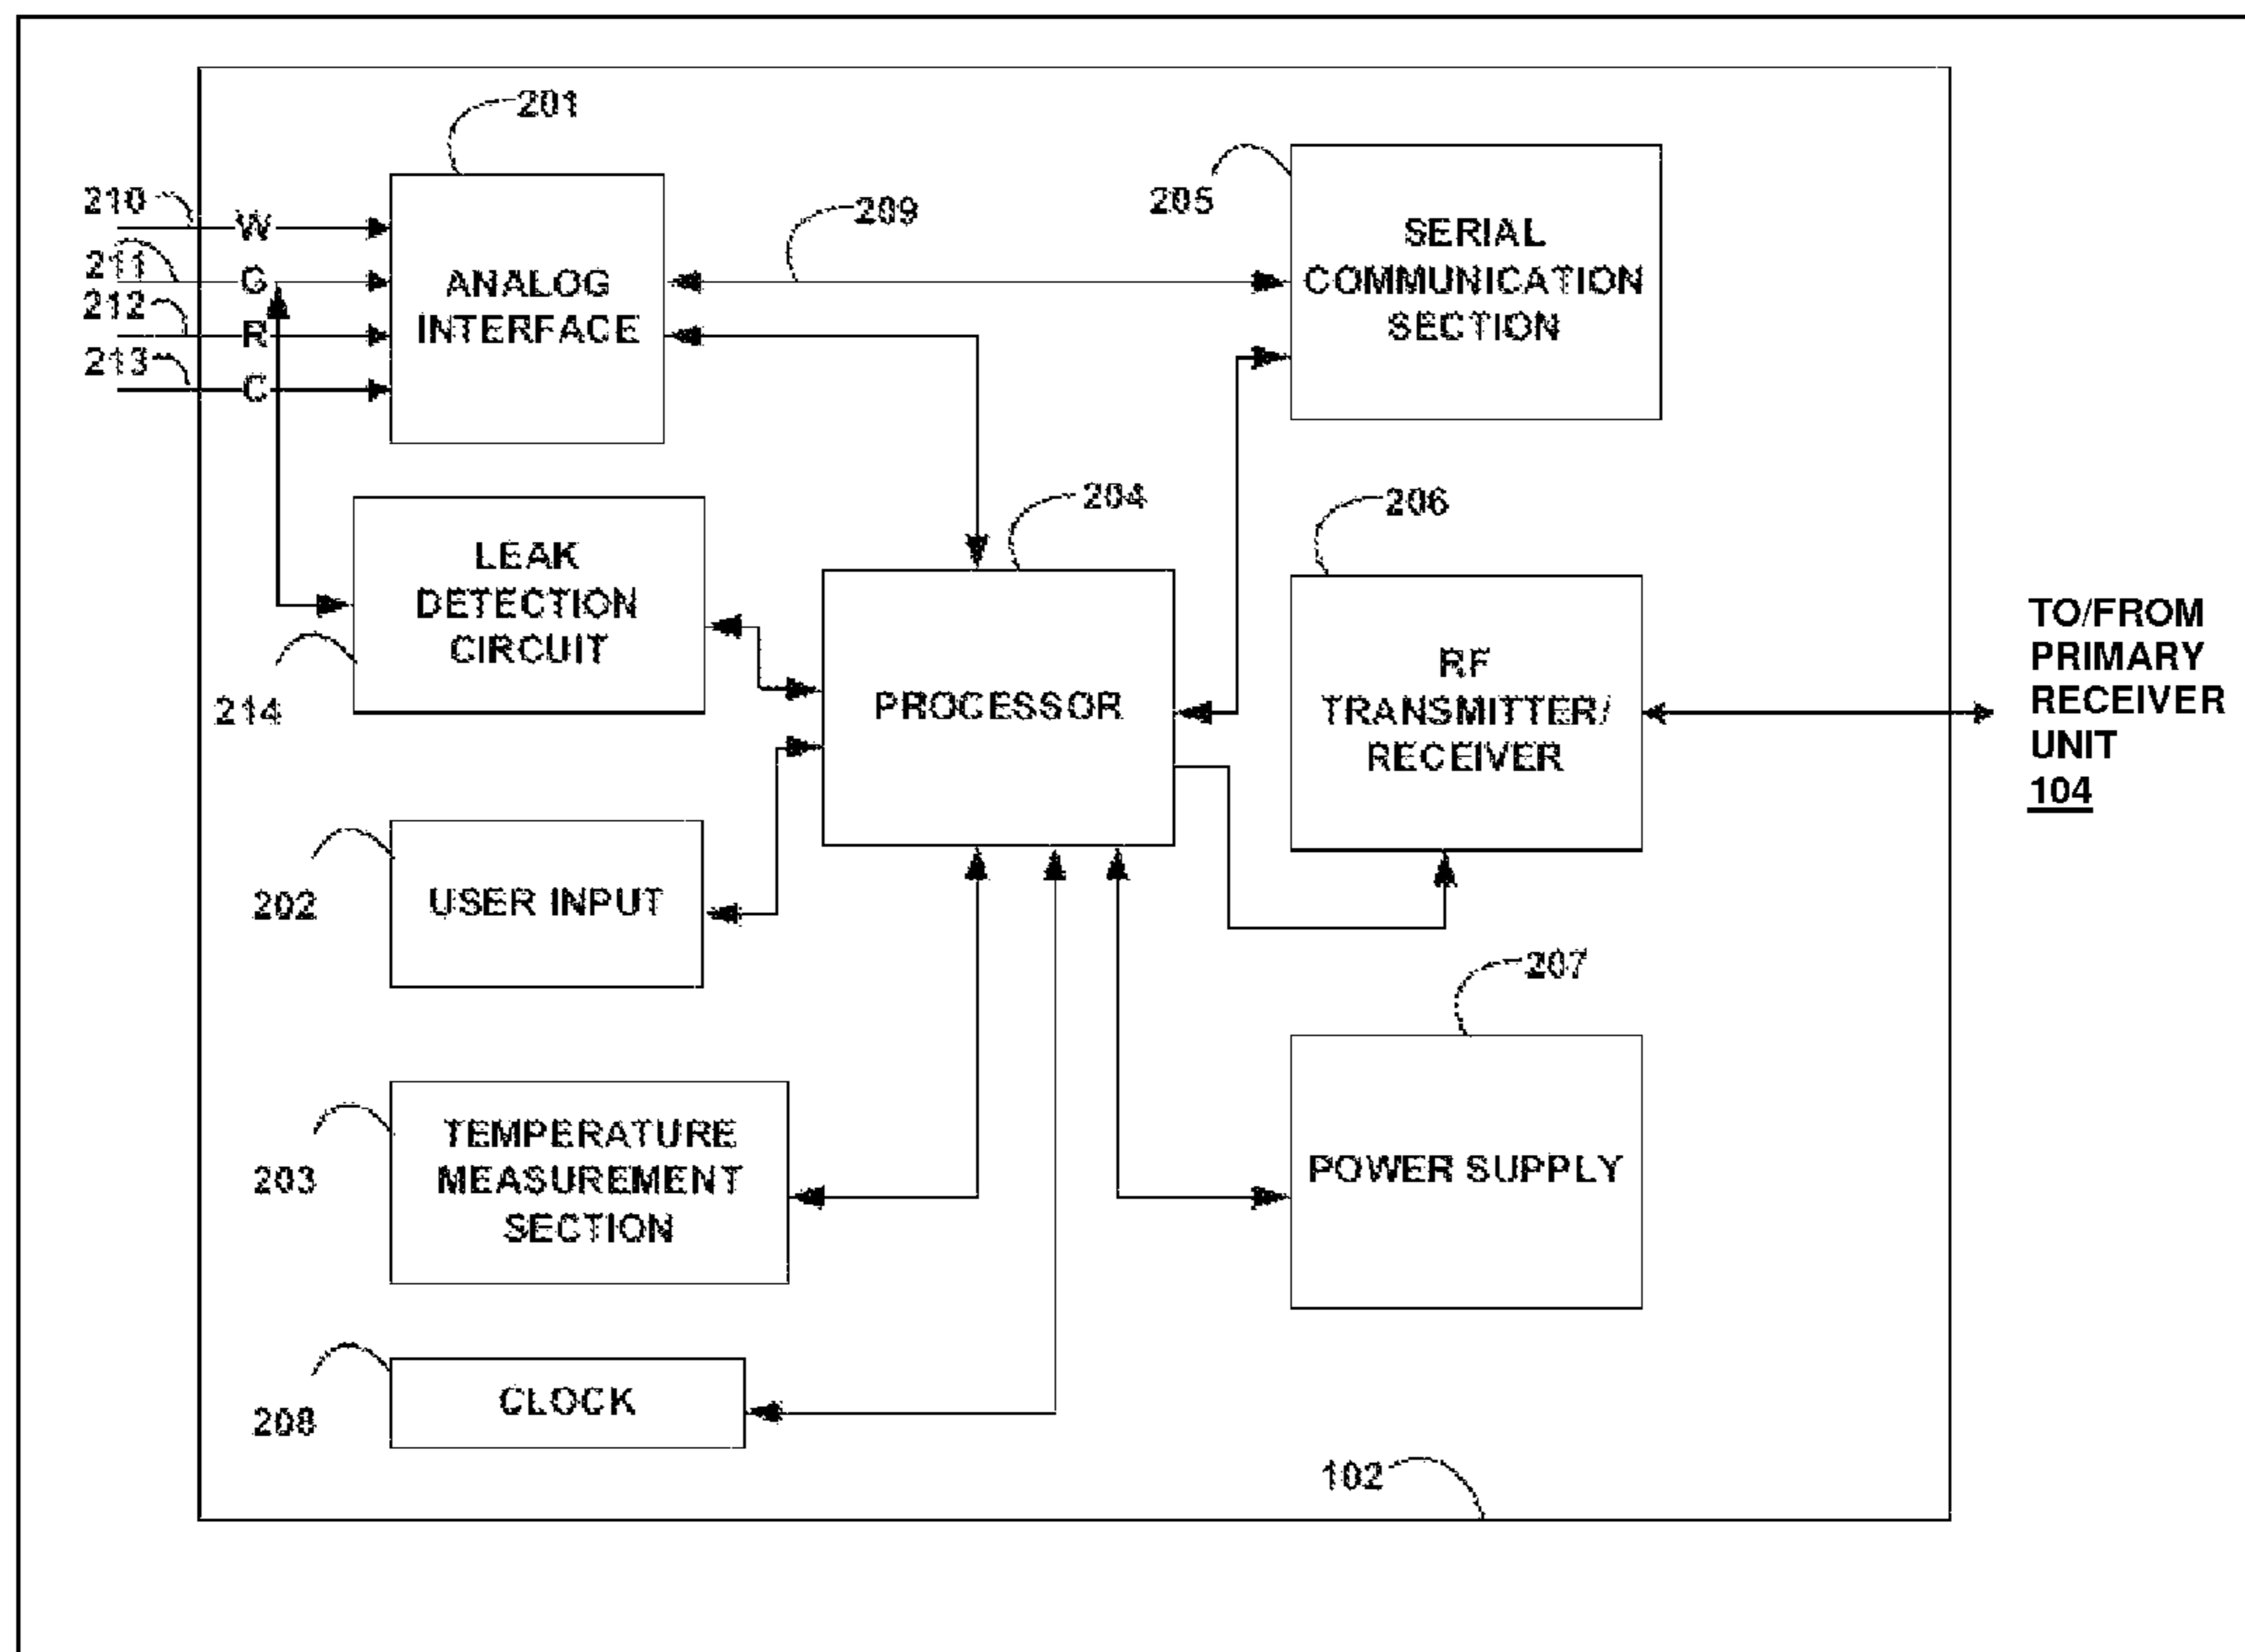 201
210
W
211
G
212
R
213
C
ANALOG
INTERFACE
209
205
SERIAL
COMMUNICATION
SECTION
LEAK
DETECTION
CIRCUIT
214
204
PROCESSOR
206
RF
TRANSMITTER/
RECEIVER
TO/FROM
PRIMARY
RECEIVER
UNIT
104
202
USER INPUT
207
POWER SUPPLY
203
TEMPERATURE
MEASUREMENT
SECTION
208
CLOCK
102